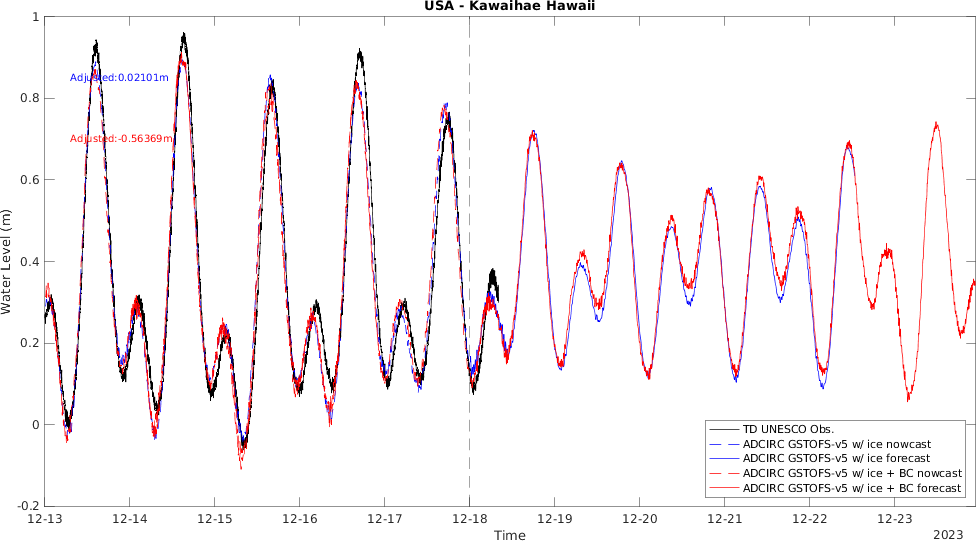 USA - Kawaihae Hawaii
1
0.8
0.6
0.4
0.2
0
-0.2
Water Level (m)
Adjusted:0.02101m
Adjusted:-0.56369m
TD UNESCO Obs.
ADCIRC GSTOFS-v5 w/ ice nowcast
ADCIRC GSTOFS-v5 w/ ice forecast
ADCIRC GSTOFS-v5 w/ ice + BC nowcast
ADCIRC GSTOFS-v5 w/ ice + BC forecast
12-13 12-14 12-15 12-16 12-17 12-18 12-19 12-20 12-21 12-22 12-23
Time
2023